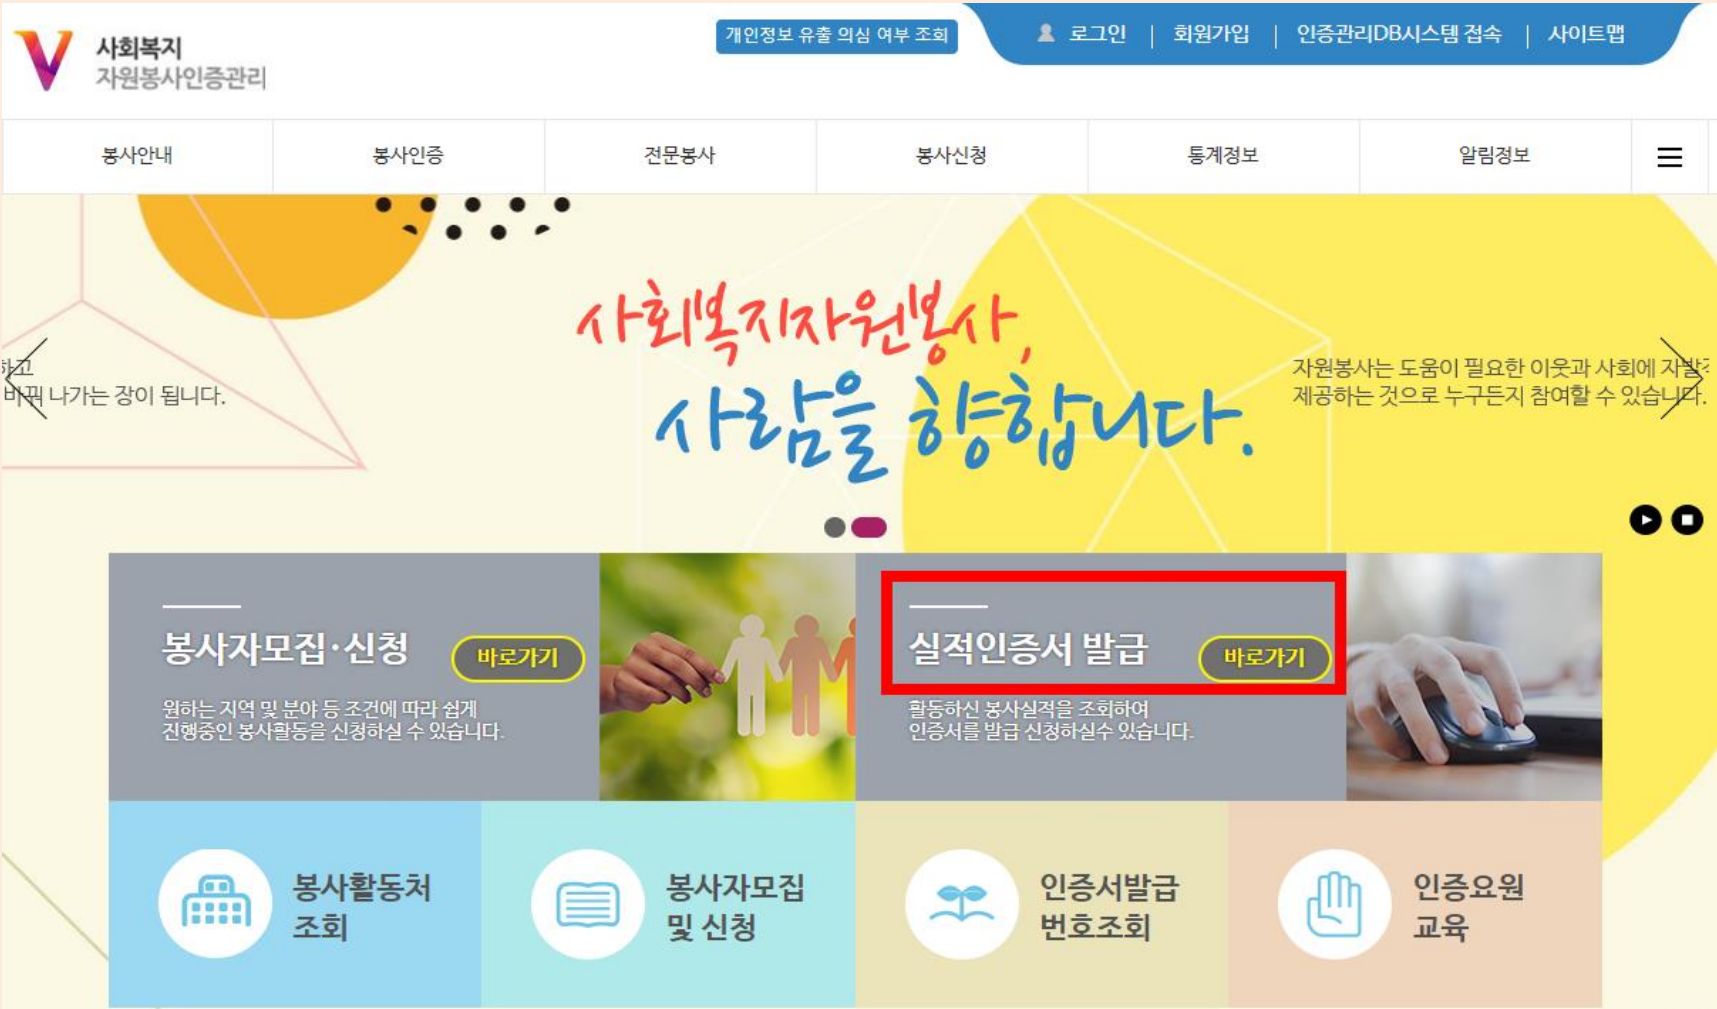 사회복지
자원봉사인증관리
개인정보 유출 의심 여부 조회
로그인 | 회원가입 | 인증관리DB시스템 접속 | 사이트맵
봉사안내 봉사인증 전문봉사 봉사신청 통계정보 알림정보
사회복지자원봉사,
사람을 향합니다.
하고
바꿔 나가는 장이 됩니다.
자원봉사는 도움이 필요한 이웃과 사회에
제공하는 것으로 누구든지 참여할 수 있습니다.
봉사자모집·신청 바로가기
원하는 지역 및 분야 등 조건에 따라 쉽게
진행중인 봉사활동을 신청하실 수 있습니다.
실적인증서 발급 바로가기
활동하신 봉사실적을 조회하여
인증서를 발급 신청하실수 있습니다.
봉사활동처
조회
봉사자모집
및 신청
인증서발급
번호조회
인증요원
교육